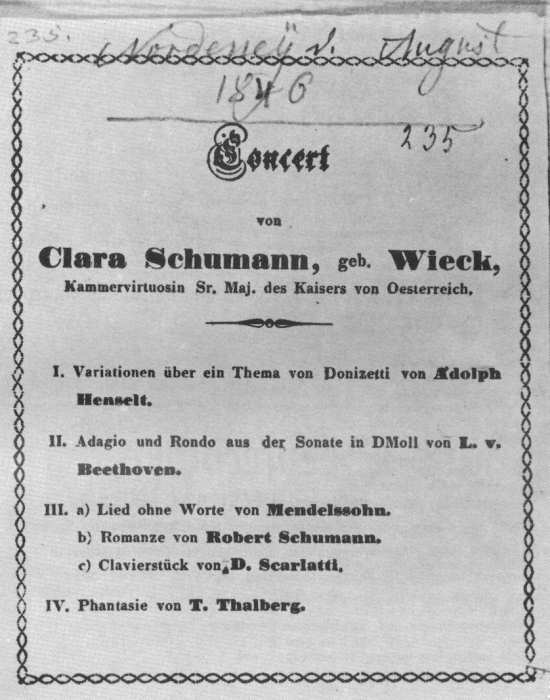 235.
Norderney d. August
1846
235
Concert
von
Clara Schumann, geb. Wieck,
Kammervirtuosin Sr. Maj. des Kaisers von Oesterreich.
I. Variationen über ein Thema von Donizetti von Adolph
Henselt.
II. Adagio und Rondo aus der Sonate in DMoll von L. v.
Beethoven.
III. a) Lied ohne Worte von Mendelssohn.
b) Romanze von Robert Schumann.
c) Clavierstück von D. Scarlatti.
IV. Phantasie von T. Thalberg.